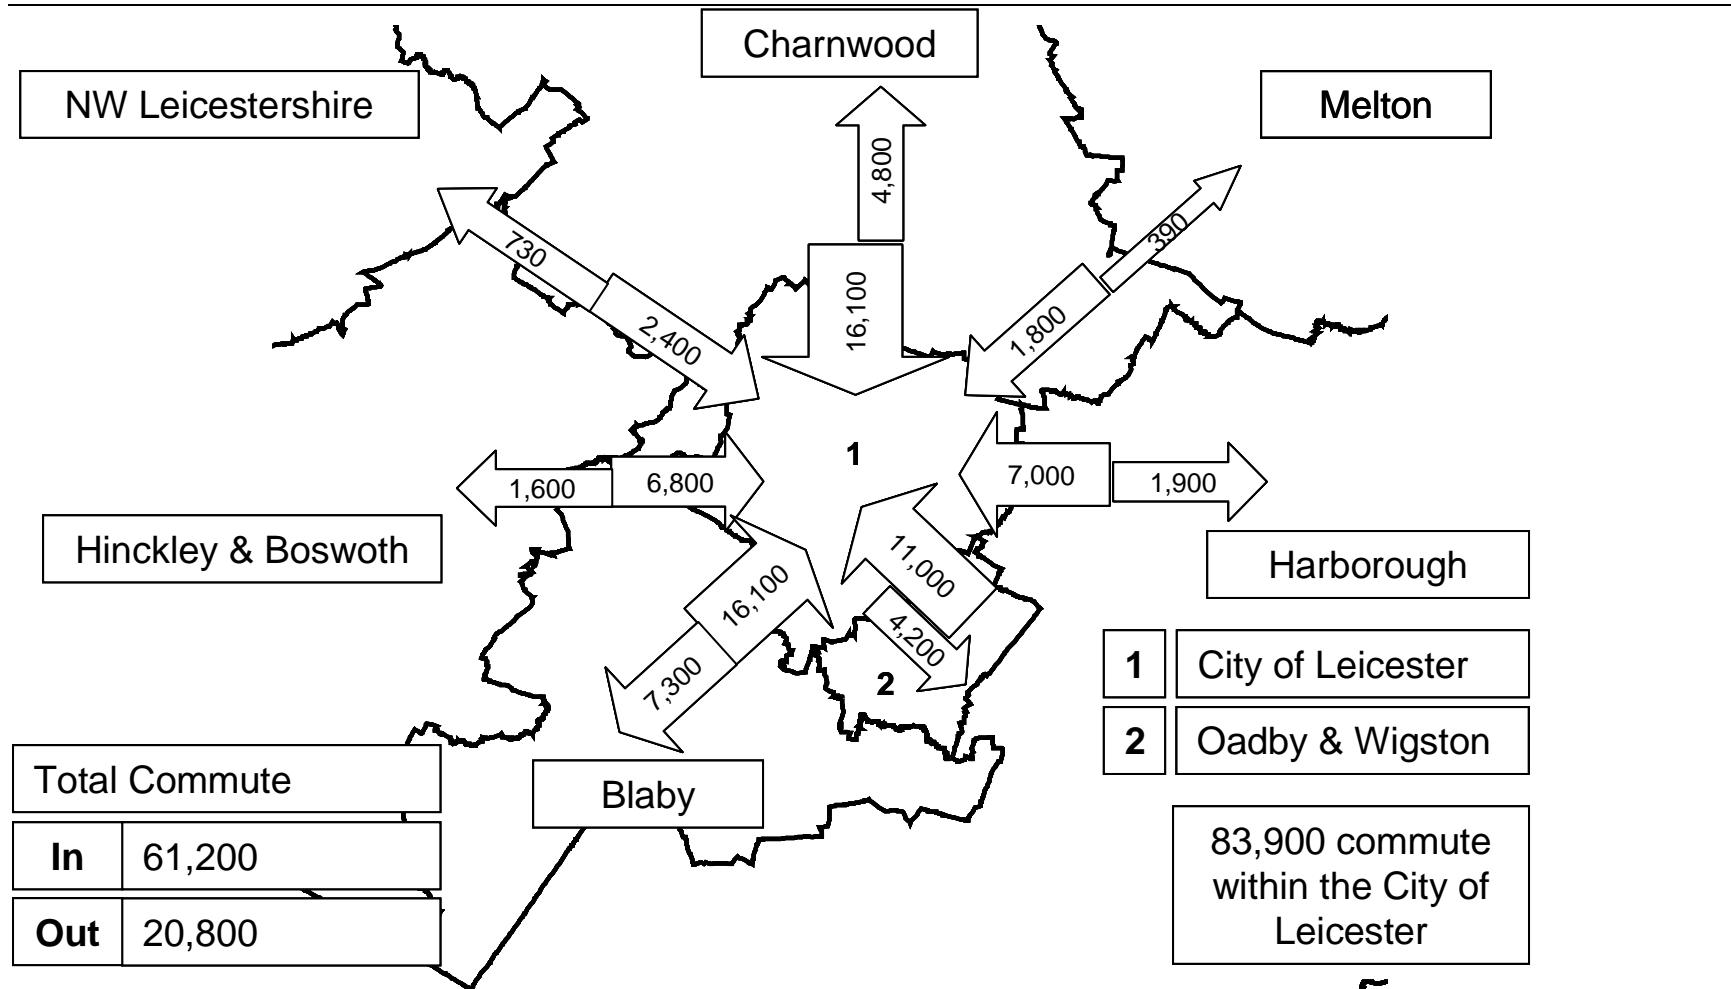 Charnwood
NW Leicestershire
Melton
4,800
390
730
16,100
1,800
2,400
1
1,600
6,800
7,000
1,900
Hinckley & Boswoth
11,000
Harborough
16,100
4,200
7,300
2
1 City of Leicester
2 Oadby & Wigston
Total Commute
Blaby
In 61,200
Out 20,800
83,900 commute
within the City of
Leicester